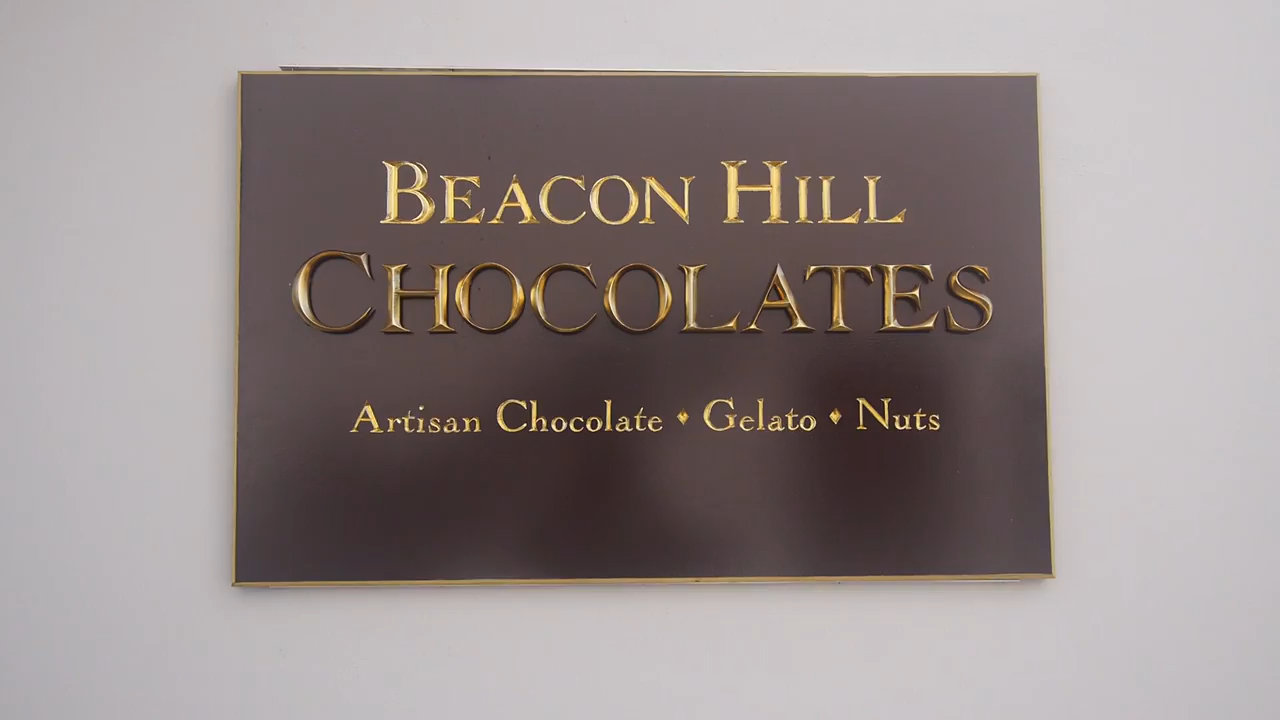 BEACON HILL
CHOCOLATES
Artisan Chocolate ♦ Gelato ♦ Nuts